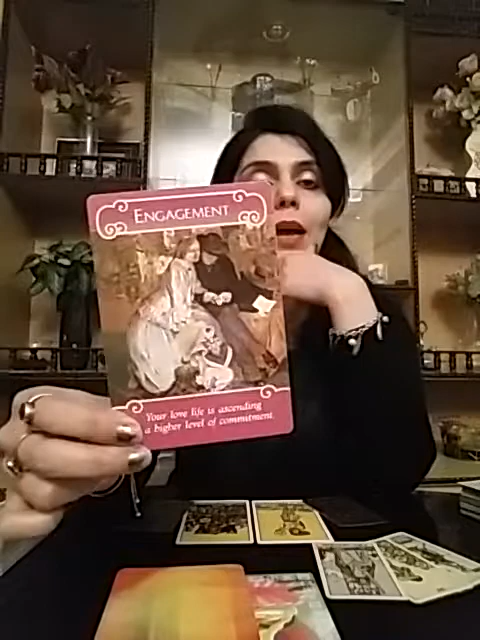 ENGAGEMENT
Your love life is ascending
a higher level of commitment.